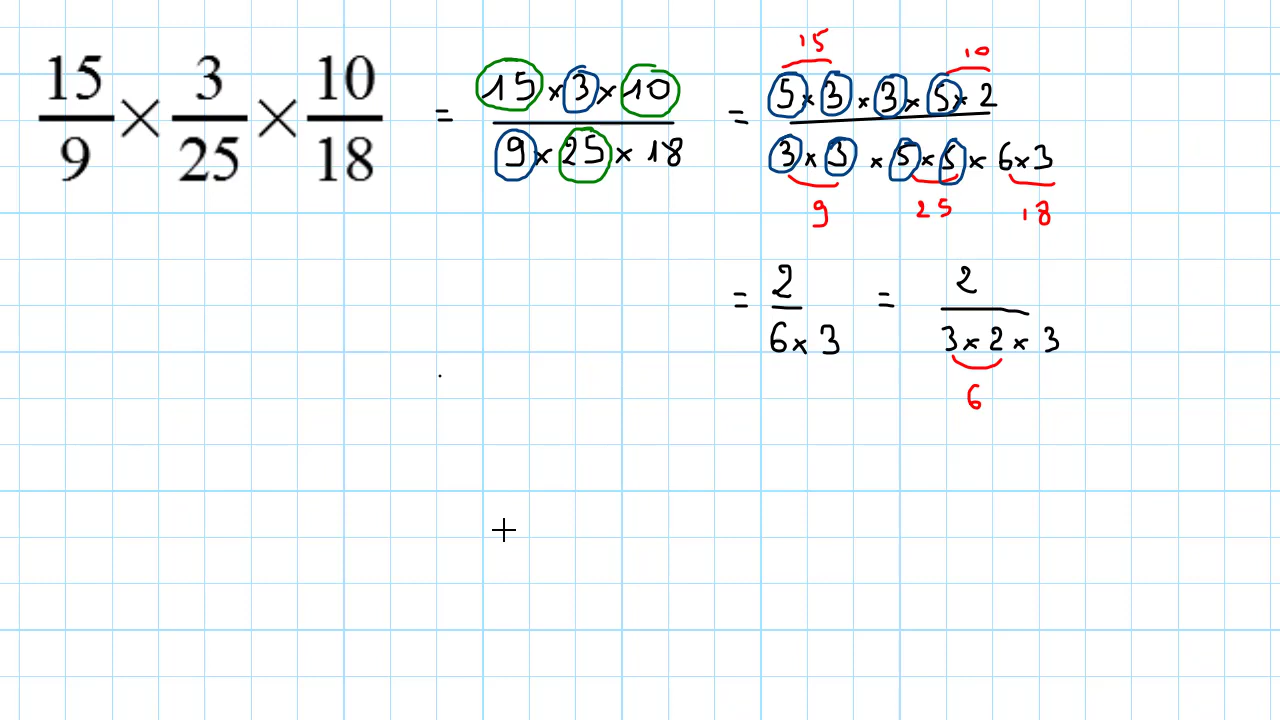 15/9 × 3/25 × 10/18 = 15 × 3 × 10 / 9 × 25 × 18 = 5 × 3 × 3 × 5 × 2 / 3 × 3 × 5 × 5 × 6 × 3
15 10
9 25 18
= 2 / 6 × 3 = 2 / 3 × 2 × 3
6